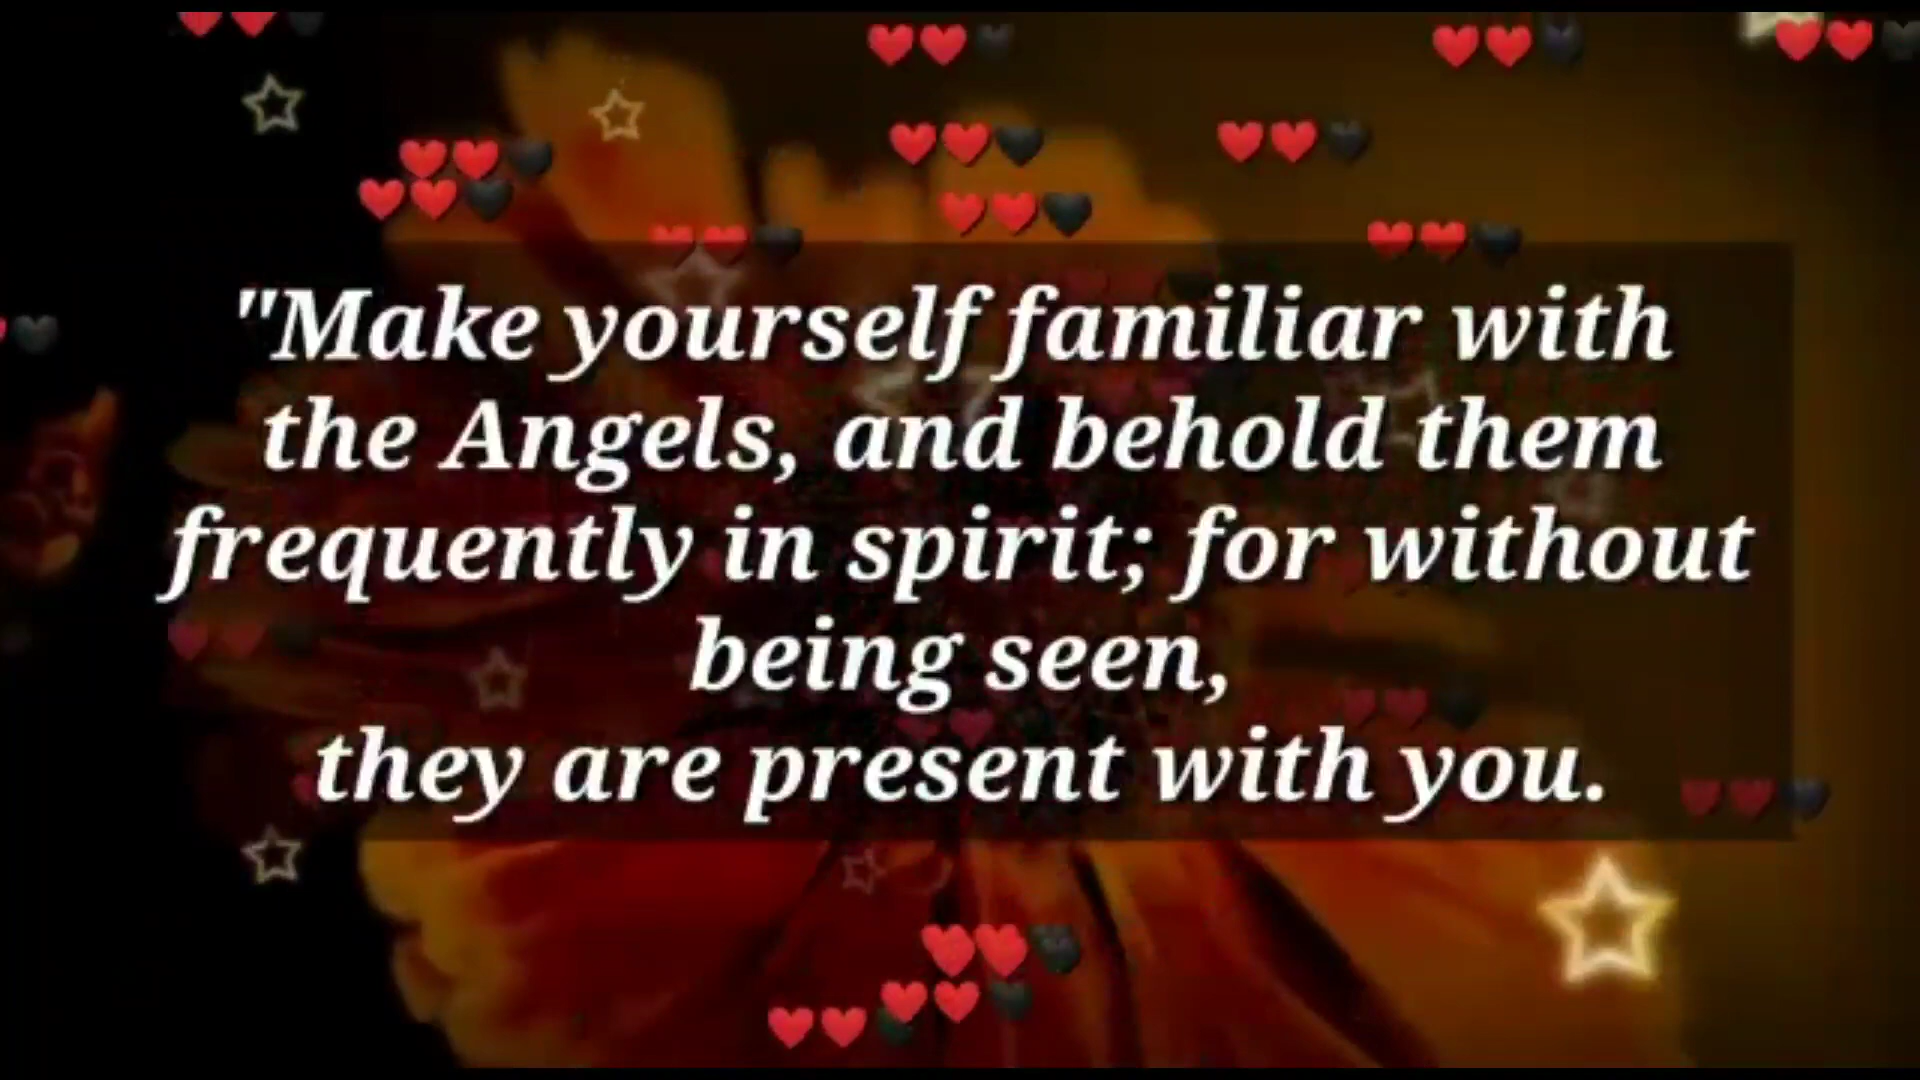 "Make yourself familiar with
the Angels, and behold them
frequently in spirit; for without
being seen,
they are present with you.